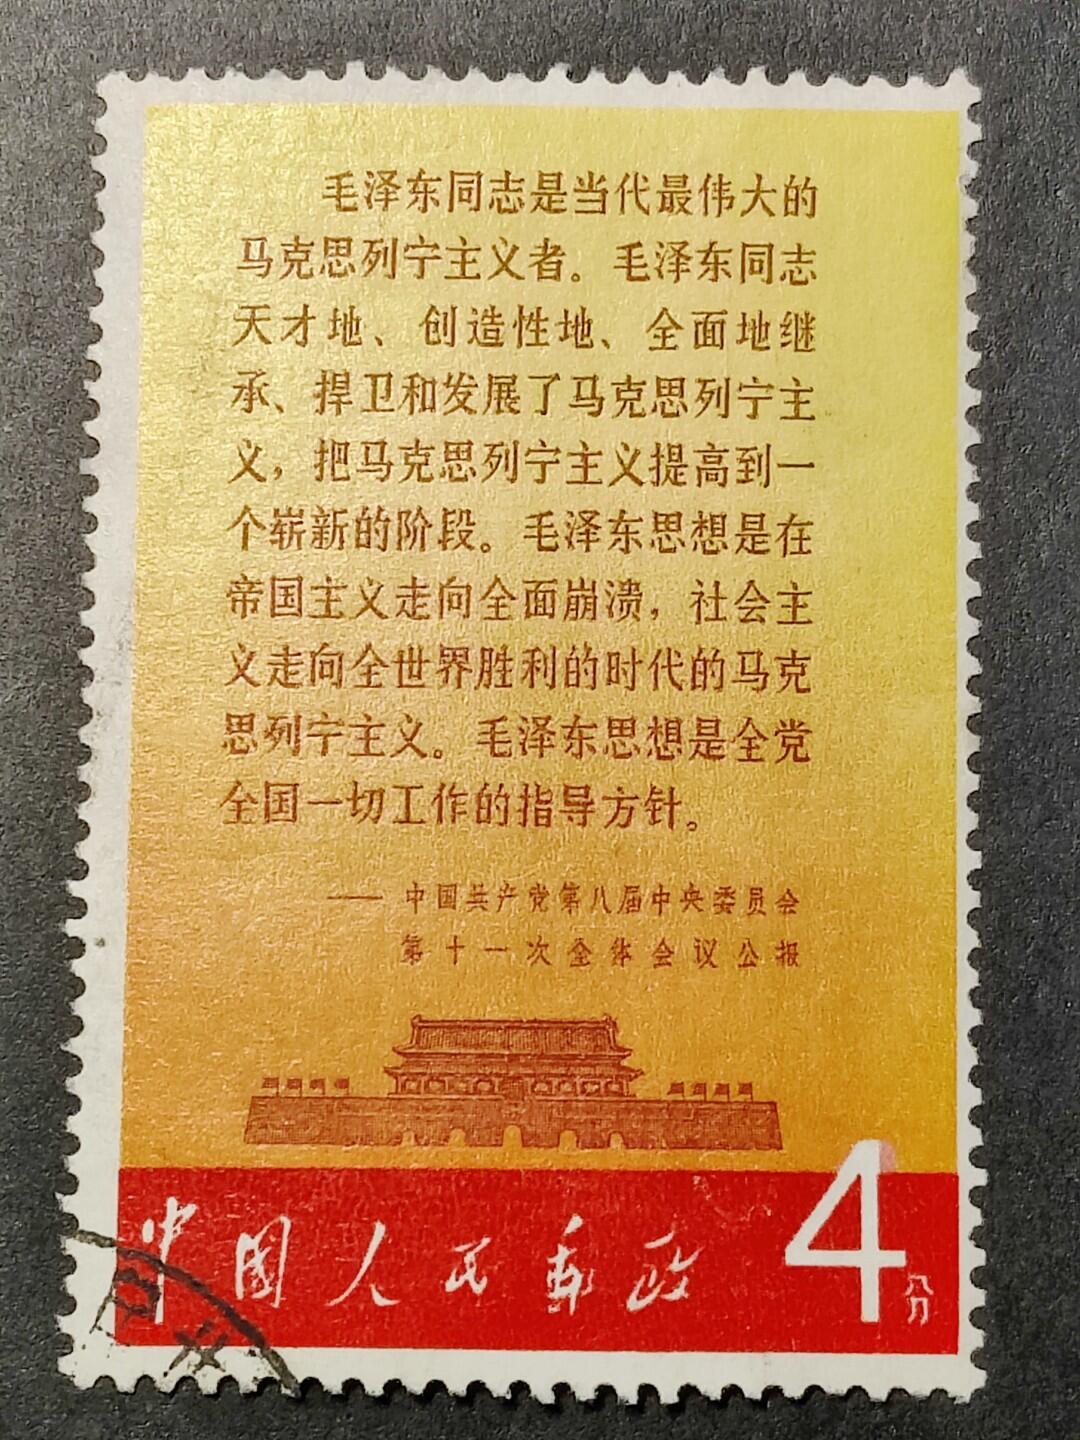 毛泽东同志是当代最伟大的
马克思列宁主义者。毛泽东同志
天才地、创造性地、全面地继
承、捍卫和发展了马克思列宁主
义，把马克思列宁主义提高到一
个崭新的阶段。毛泽东思想是在
帝国主义走向全面崩溃，社会主
义走向全世界胜利的时代的马克
思列宁主义。毛泽东思想是全党
全国一切工作的指导方针。
——中国共产党第八届中央委员会
第十一次全体会议公报
中國人民郵政
4分